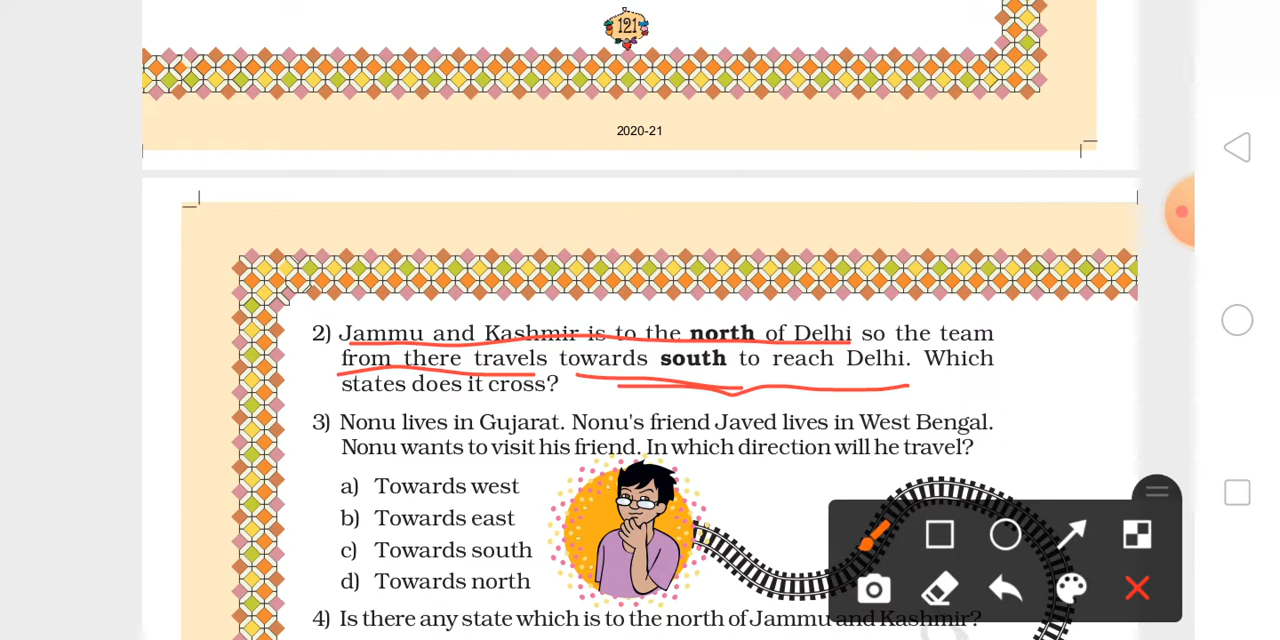 121
2020-21
2) Jammu and Kashmir is to the north of Delhi so the team
from there travels towards south to reach Delhi. Which
states does it cross?
3) Nonu lives in Gujarat. Nonu's friend Javed lives in West Bengal.
Nonu wants to visit his friend. In which direction will he travel?
a) Towards west
b) Towards east
c) Towards south
d) Towards north
4) Is there any state which is to the north of Jammu and Kashmir?